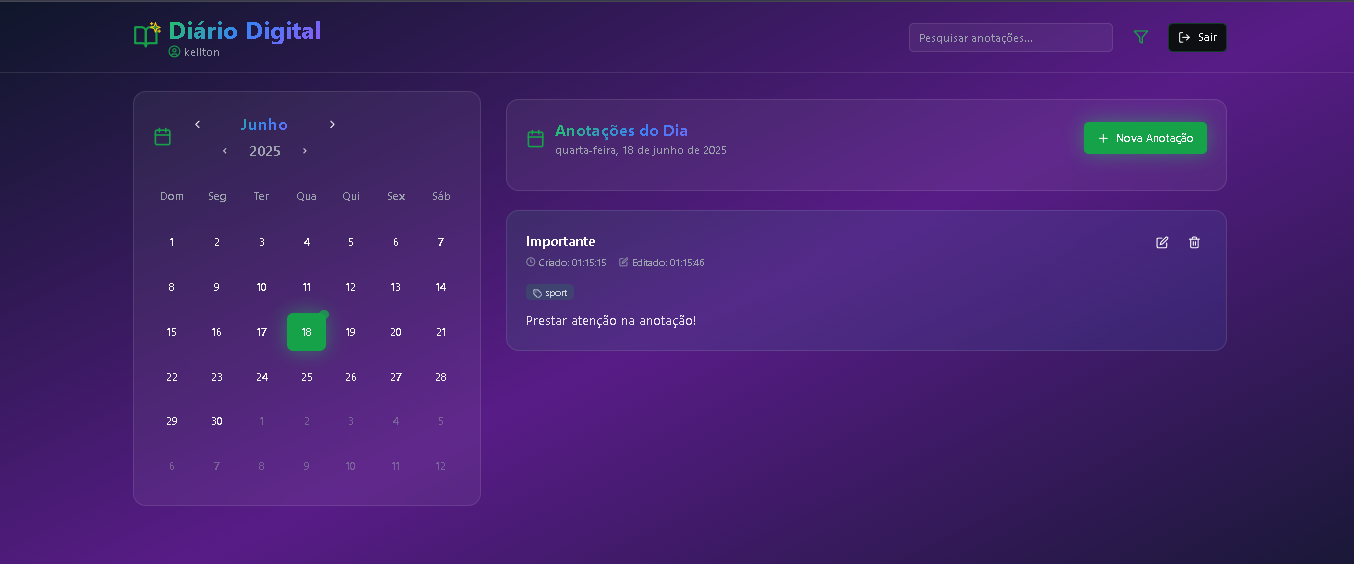 Diário Digital
kellton
Pesquisar anotações...
Sair
Junho
2025
Dom Seg Ter Qua Qui Sex Sáb
1 2 3 4 5 6 7
8 9 10 11 12 13 14
15 16 17 18 19 20 21
22 23 24 25 26 27 28
29 30 1 2 3 4 5
6 7 8 9 10 11 12
Anotações do Dia
quarta-feira, 18 de junho de 2025
Nova Anotação
Importante
Criado: 01:15:15 Editado: 01:15:46
sport
Prestar atenção na anotação!